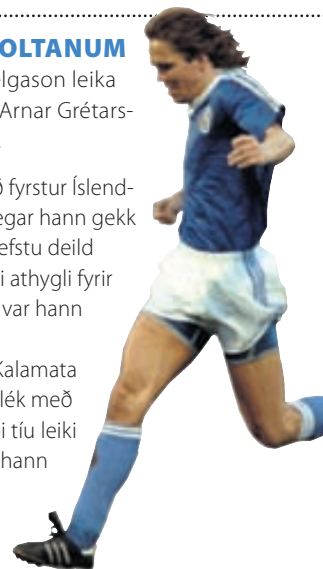 OLTANUM
elgason leika
Arnar Grétars-
ð fyrstur Íslend-
egar hann gekk
efstu deild
i athygli fyrir
var hann
Kalamata
lék með
i tíu leiki
hann